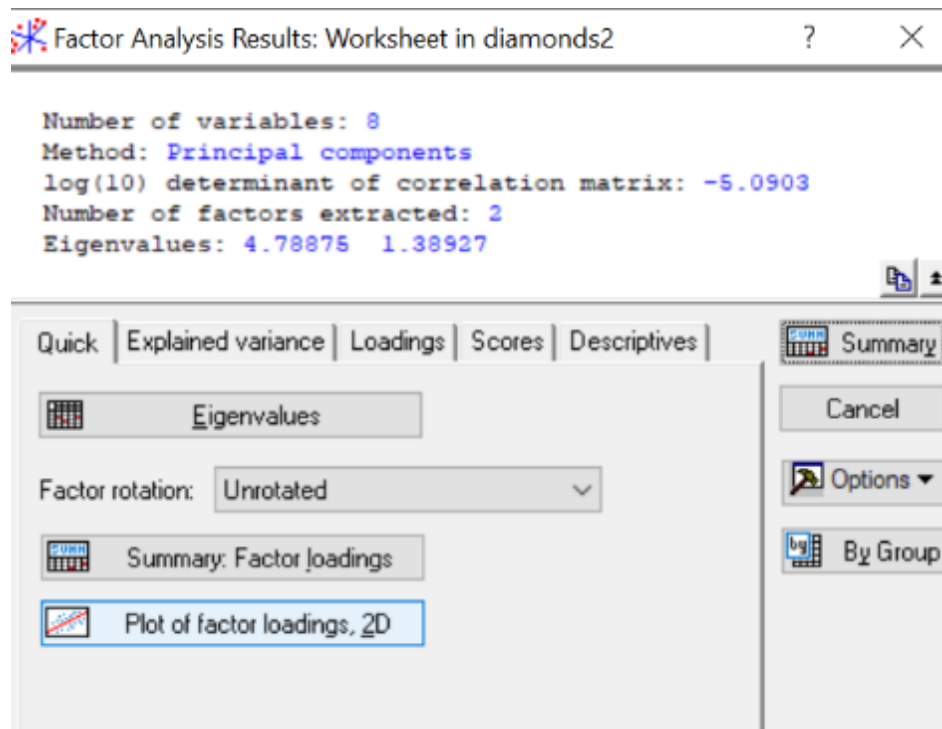 Factor Analysis Results: Worksheet in diamonds2 ? ×
Number of variables: 8
Method: Principal components
log(10) determinant of correlation matrix: -5.0903
Number of factors extracted: 2
Eigenvalues: 4.78875 1.38927
Quick Explained variance Loadings Scores Descriptives
Summary
Eigenvalues
Cancel
Factor rotation: Unrotated
Options
Summary: Factor loadings
By Group
Plot of factor loadings, 2D